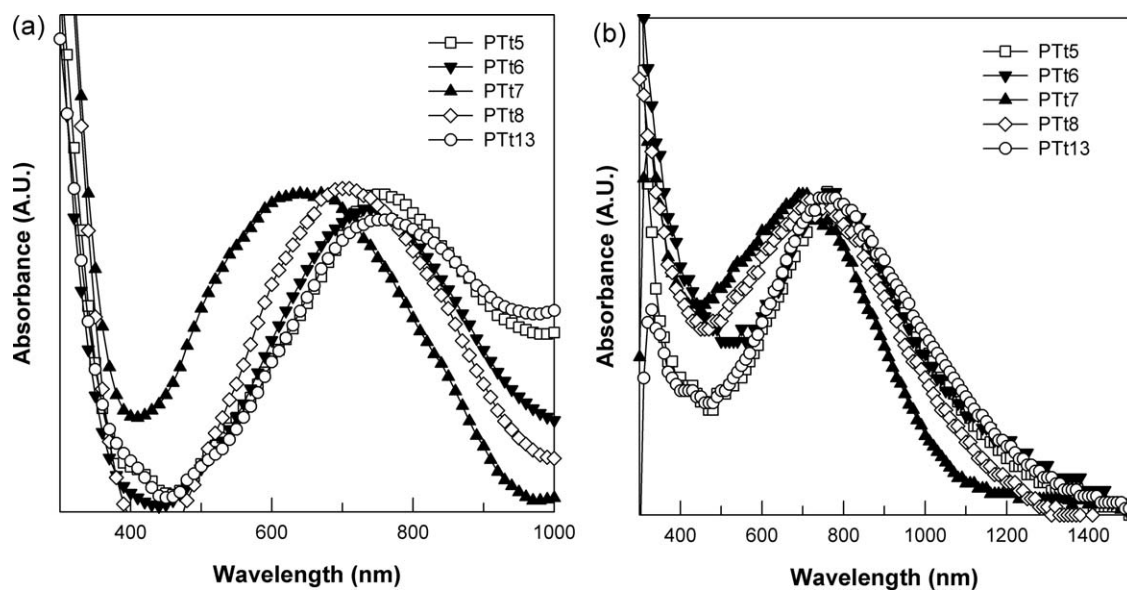 (a)
PTt5
PTt6
PTt7
PTt8
PTt13
Absorbance (A.U.)
400 600 800 1000
Wavelength (nm)
(b)
PTt5
PTt6
PTt7
PTt8
PTt13
Absorbance (A.U.)
400 600 800 1000 1200 1400
Wavelength (nm)